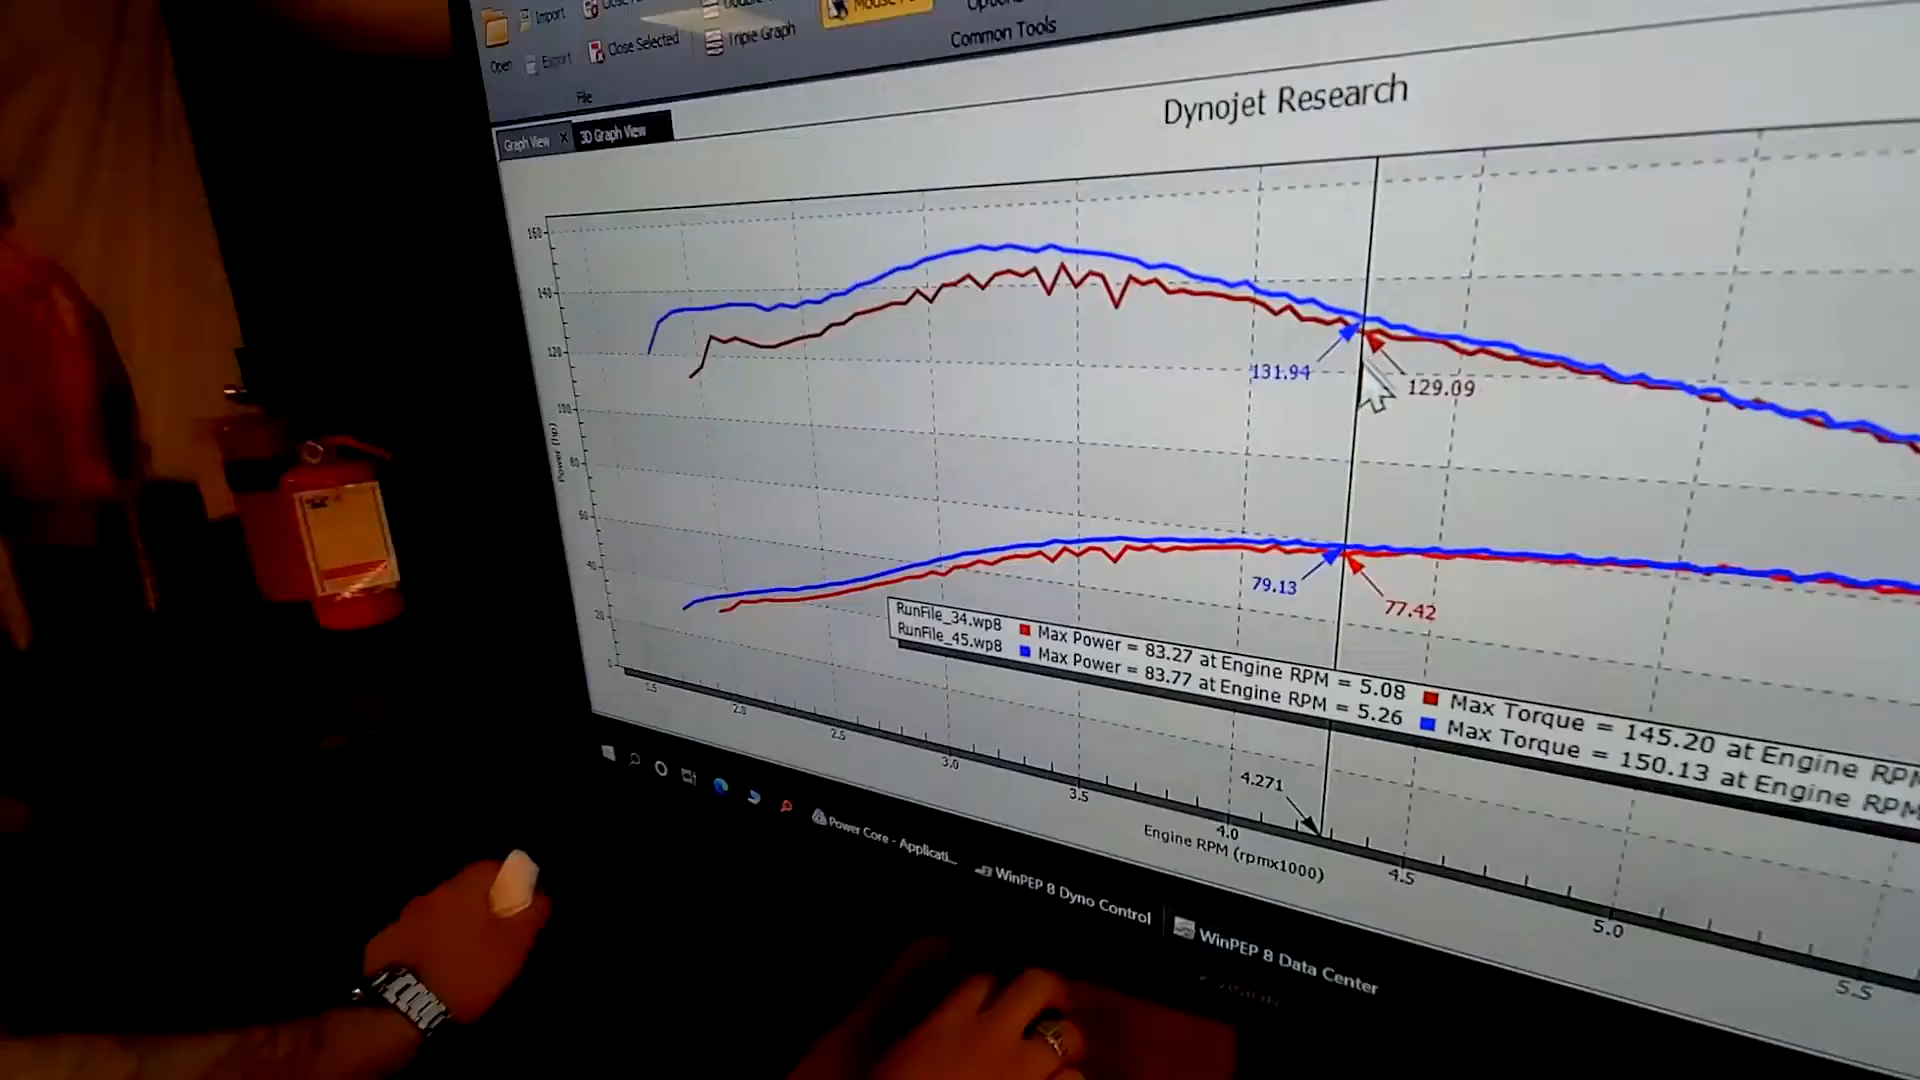 Import
Open
Export
Close Selected
Triple Graph
Common Tools
File
Graph View X
3D Graph View
Dynojet Research
160
140
120
100
80
60
40
20
Power (hp)
131.94
129.09
79.13
77.42
RunFile_34.wp8 Max Power = 83.27 at Engine RPM = 5.08 Max Torque = 145.20 at Engine RPM
RunFile_45.wp8 Max Power = 83.77 at Engine RPM = 5.26 Max Torque = 150.13 at Engine RPM
4.271
1.5 2.0 2.5 3.0 3.5 4.0 4.5 5.0 5.5
Engine RPM (rpmx1000)
Power Core - Applicati...
WinPEP 8 Dyno Control
WinPEP 8 Data Center